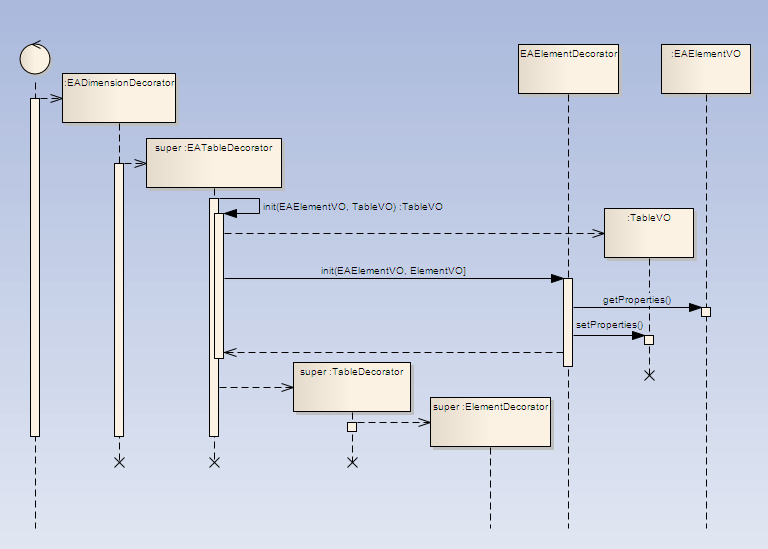 EAElementDecorator
:EAElementVO
:EADimensionDecorator
super :EATableDecorator
init(EAElementVO, TableVO) :TableVO
:TableVO
init(EAElementVO, ElementVO]
getProperties()
setProperties()
super :TableDecorator
super :ElementDecorator